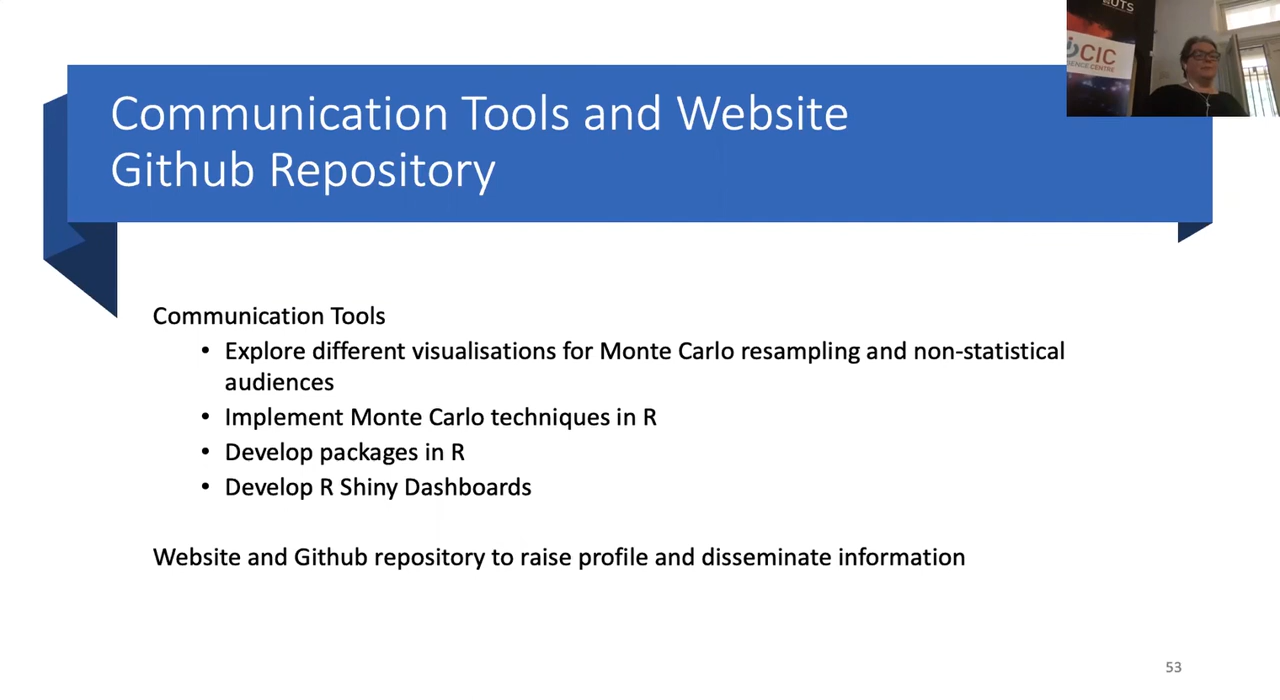 UTS
CIC
Communication Tools and Website
Github Repository
Communication Tools
• Explore different visualisations for Monte Carlo resampling and non-statistical
audiences
• Implement Monte Carlo techniques in R
• Develop packages in R
• Develop R Shiny Dashboards
Website and Github repository to raise profile and disseminate information
53